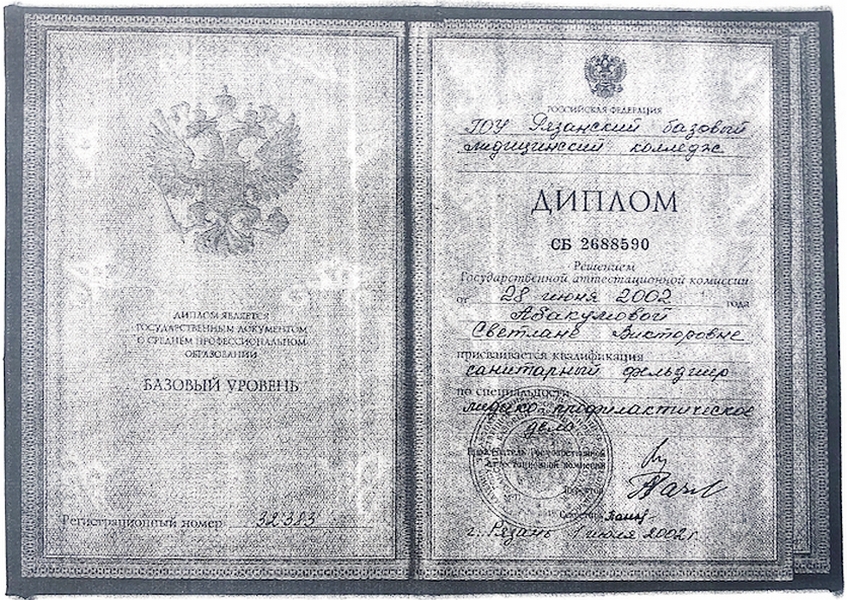 ДИПЛОМ ЯВЛЯЕТСЯ
ГОСУДАРСТВЕННЫМ ДОКУМЕНТОМ
О СРЕДНЕМ ПРОФЕССИОНАЛЬНОМ
ОБРАЗОВАНИИ
БАЗОВЫЙ УРОВЕНЬ
Регистрационный номер 32383
РОССИЙСКАЯ ФЕДЕРАЦИЯ
ГОУ Рязанский базовый
медицинский колледж
ДИПЛОМ
СБ 2688590
Решением
Государственной аттестационной комиссии
от 28 июня 2002 года
Абакумовой
Светлане Викторовне
присваивается квалификация
санитарный фельдшер
по специальности
медико-профилактическое
дело
Председатель Государственной
аттестационной комиссии
Директор
Секретарь
г. Рязань 1 июля 2002 г.